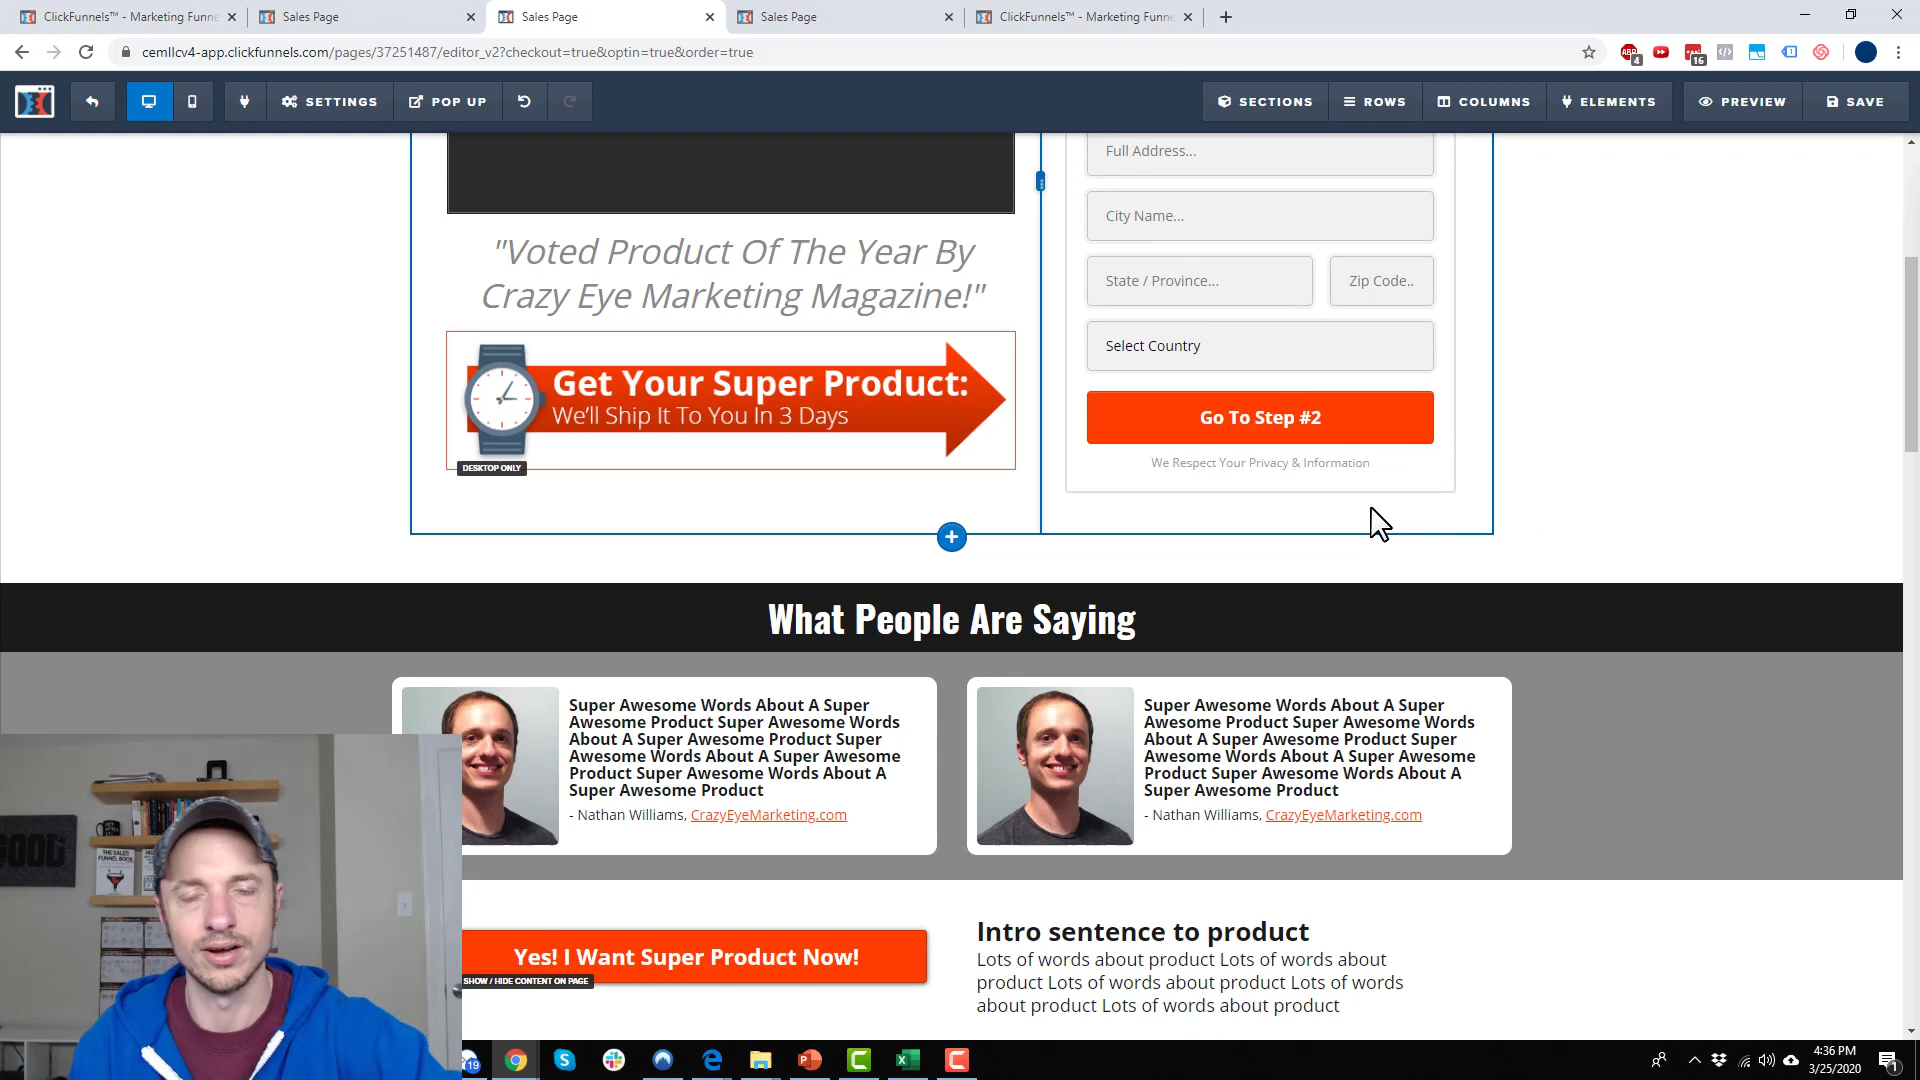 ClickFunnels™ - Marketing Funne
Sales Page
Sales Page
Sales Page
ClickFunnels™ - Marketing Funne
cemllcv4-app.clickfunnels.com/pages/37251487/editor_v2?checkout=true&optin=true&order=true
ABP
4
16
SETTINGS
POP UP
SECTIONS
ROWS
COLUMNS
ELEMENTS
PREVIEW
SAVE
Full Address...
City Name...
State / Province...
Zip Code..
Select Country
Go To Step #2
We Respect Your Privacy & Information
"Voted Product Of The Year By
Crazy Eye Marketing Magazine!"
Get Your Super Product:
We'll Ship It To You In 3 Days
DESKTOP ONLY
What People Are Saying
Super Awesome Words About A Super
Awesome Product Super Awesome Words
About A Super Awesome Product Super
Awesome Words About A Super Awesome
Product Super Awesome Words About A
Super Awesome Product
- Nathan Williams, CrazyEyeMarketing.com
Super Awesome Words About A Super
Awesome Product Super Awesome Words
About A Super Awesome Product Super
Awesome Words About A Super Awesome
Product Super Awesome Words About A
Super Awesome Product
- Nathan Williams, CrazyEyeMarketing.com
Yes! I Want Super Product Now!
SHOW / HIDE CONTENT ON PAGE
Intro sentence to product
Lots of words about product Lots of words about
product Lots of words about product Lots of words
about product Lots of words about product
GOOD
THE SALES
FUNNEL BOOK
19
4:36 PM
3/25/2020
1